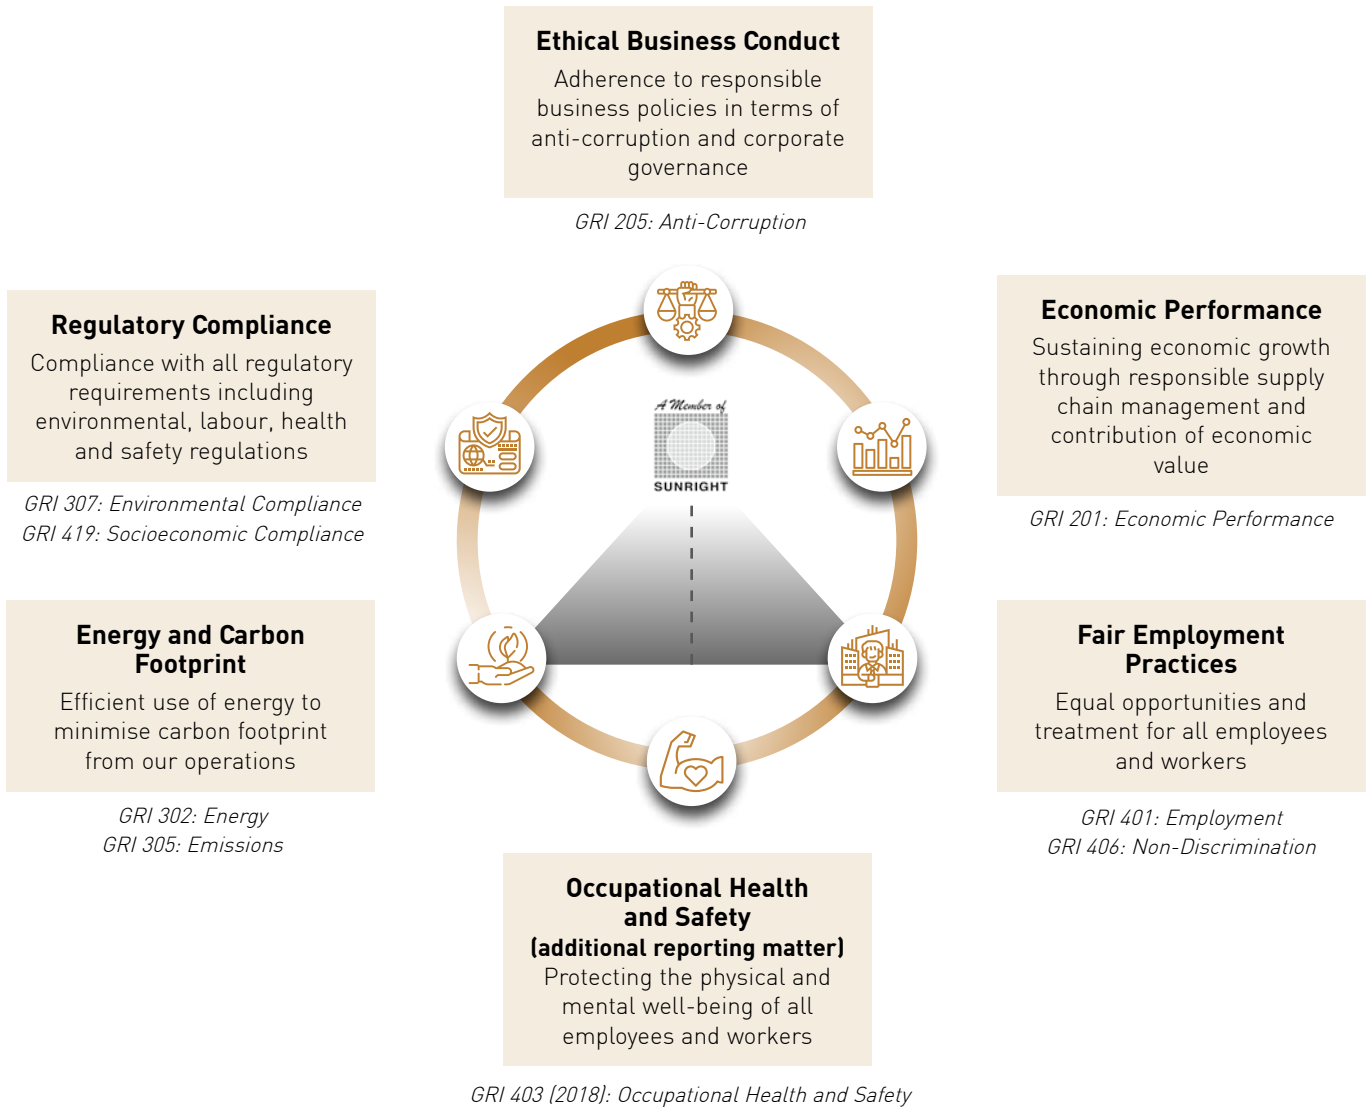 Ethical Business Conduct
Adherence to responsible
business policies in terms of
anti-corruption and corporate
governance
GRI 205: Anti-Corruption
Regulatory Compliance
Compliance with all regulatory
requirements including
environmental, labour, health
and safety regulations
GRI 307: Environmental Compliance
GRI 419: Socioeconomic Compliance
Economic Performance
Sustaining economic growth
through responsible supply
chain management and
contribution of economic
value
GRI 201: Economic Performance
A Member of
SUNRIGHT
Energy and Carbon
Footprint
Efficient use of energy to
minimise carbon footprint
from our operations
GRI 302: Energy
GRI 305: Emissions
Fair Employment
Practices
Equal opportunities and
treatment for all employees
and workers
GRI 401: Employment
GRI 406: Non-Discrimination
Occupational Health
and Safety
(additional reporting matter)
Protecting the physical and
mental well-being of all
employees and workers
GRI 403 (2018): Occupational Health and Safety